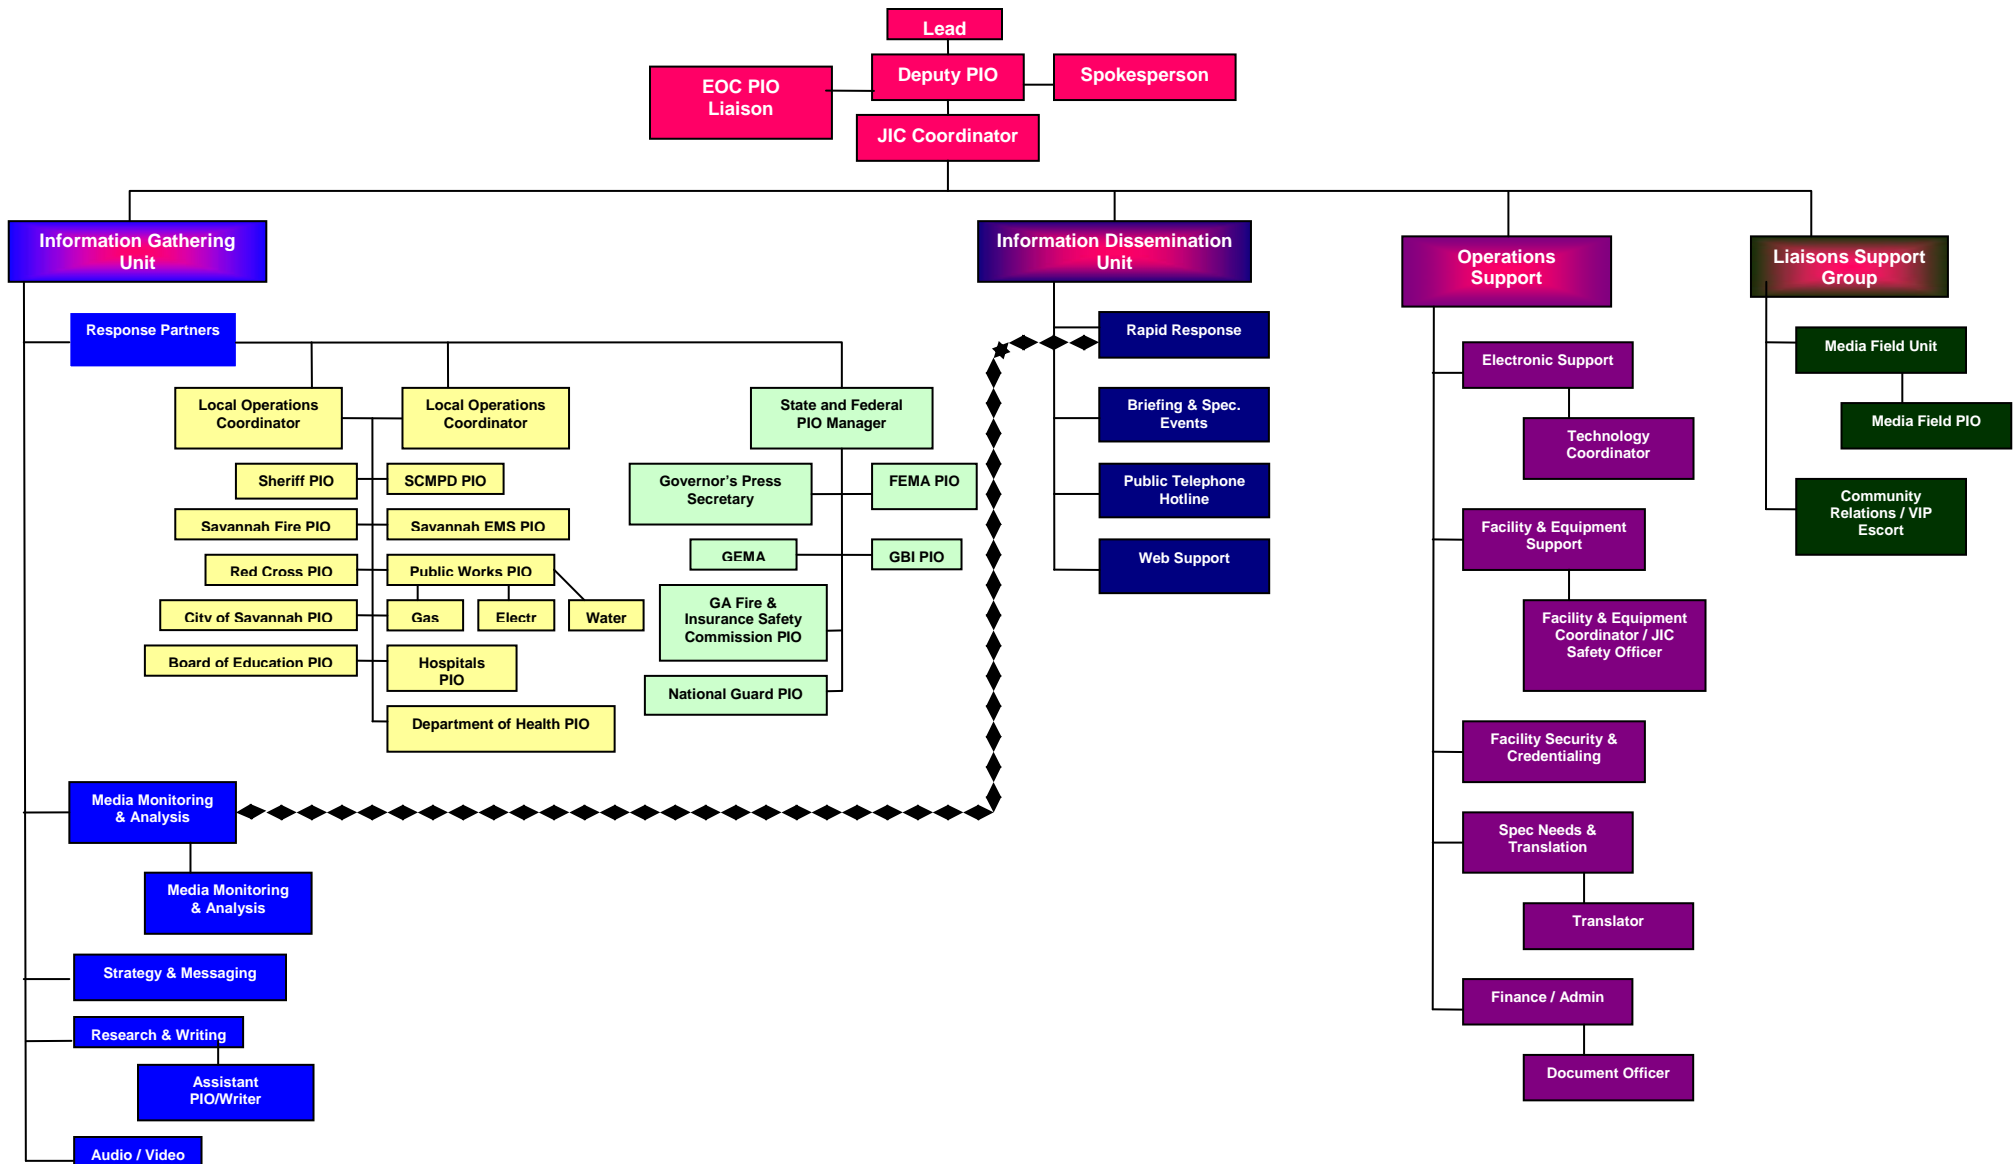 Lead
Deputy PIO
Spokesperson
EOC PIO
Liaison
JIC Coordinator
Information Gathering
Unit
Information Dissemination
Unit
Operations
Support
Liaisons Support
Group
Response Partners
Local Operations
Coordinator
Local Operations
Coordinator
State and Federal
PIO Manager
Sheriff PIO
SCMPD PIO
Savannah Fire PIO
Savannah EMS PIO
Red Cross PIO
Public Works PIO
City of Savannah PIO
Gas
Electr
Water
Board of Education PIO
Hospitals
PIO
Department of Health PIO
Governor's Press
Secretary
FEMA PIO
GEMA
GBI PIO
GA Fire &
Insurance Safety
Commission PIO
National Guard PIO
Media Monitoring
& Analysis
Media Monitoring
& Analysis
Strategy & Messaging
Research & Writing
Assistant
PIO/Writer
Audio / Video
Rapid Response
Briefing & Spec.
Events
Public Telephone
Hotline
Web Support
Electronic Support
Technology
Coordinator
Facility & Equipment
Support
Facility & Equipment
Coordinator / JIC
Safety Officer
Facility Security &
Credentialing
Spec Needs &
Translation
Translator
Finance / Admin
Document Officer
Media Field Unit
Media Field PIO
Community
Relations / VIP
Escort